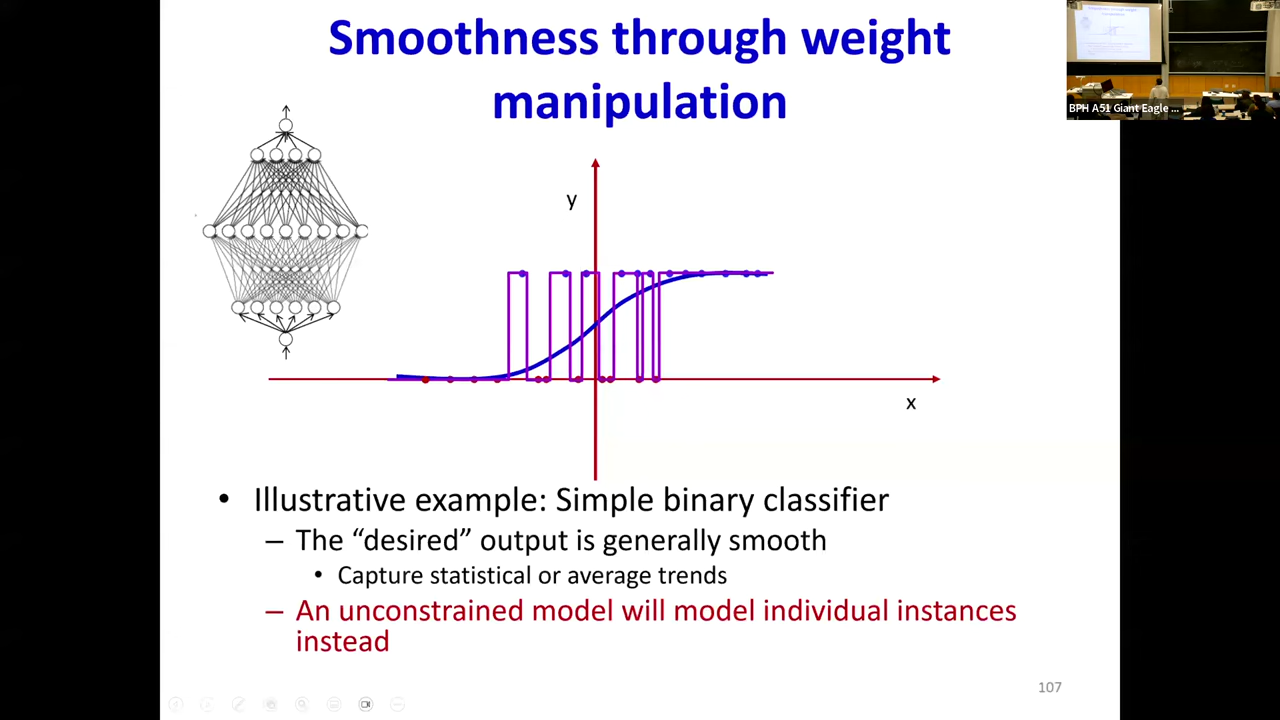 Smoothness through weight
manipulation
BPH A51 Giant Eagle ...
y
x
• Illustrative example: Simple binary classifier
– The “desired” output is generally smooth
• Capture statistical or average trends
– An unconstrained model will model individual instances
instead
107